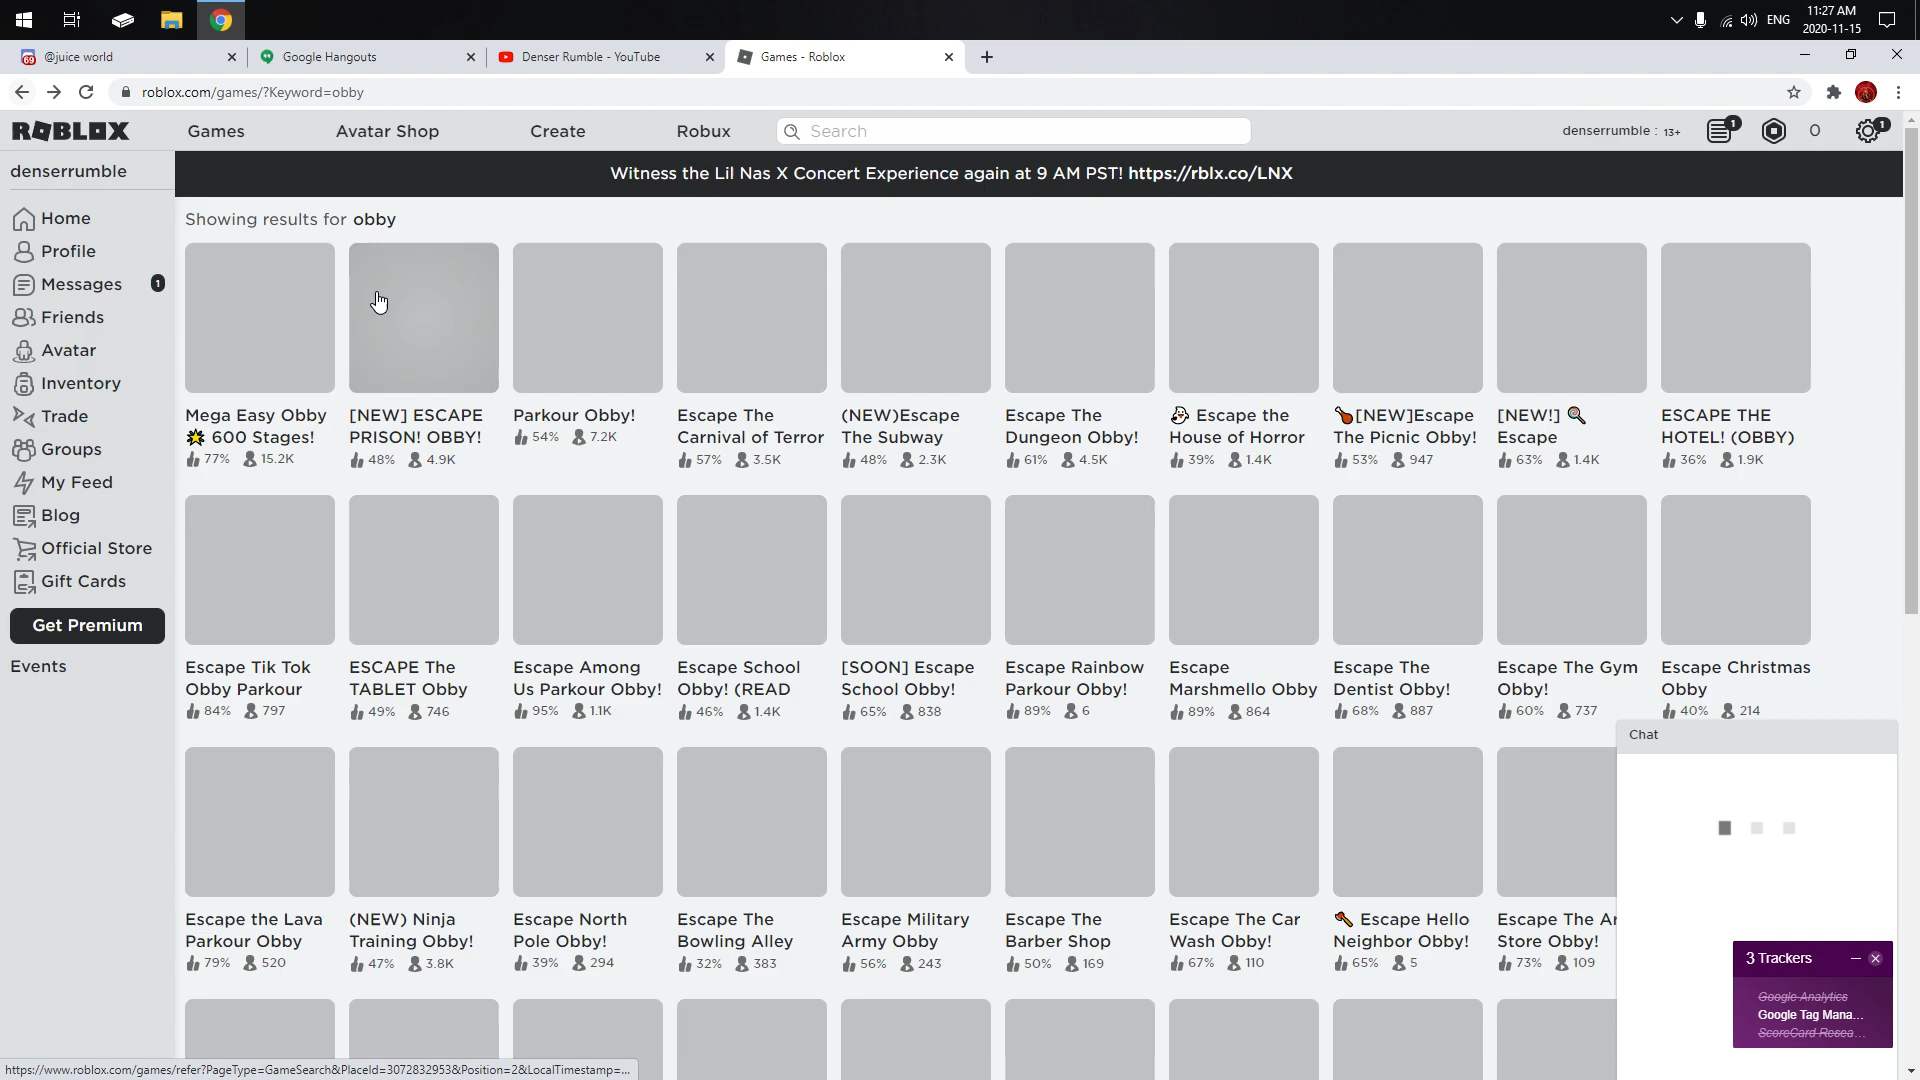 ENG
11:27 AM
2020-11-15
@juice world
Google Hangouts
Denser Rumble - YouTube
Games - Roblox
roblox.com/games/?Keyword=obby
ROBLOX
Games
Avatar Shop
Create
Robux
Search
denserrumble : 13+
1
0
1
denserrumble
Witness the Lil Nas X Concert Experience again at 9 AM PST! https://rblx.co/LNX
Home
Profile
Messages 1
Friends
Avatar
Inventory
Trade
Groups
My Feed
Blog
Official Store
Gift Cards
Get Premium
Events
Showing results for obby
Mega Easy Obby
🌟 600 Stages!
77% 15.2K
[NEW] ESCAPE
PRISON! OBBY!
48% 4.9K
Parkour Obby!
54% 7.2K
Escape The
Carnival of Terror
57% 3.5K
(NEW)Escape
The Subway
48% 2.3K
Escape The
Dungeon Obby!
61% 4.5K
👻 Escape the
House of Horror
39% 1.4K
🍗[NEW]Escape
The Picnic Obby!
53% 947
[NEW!] 🍭
Escape
63% 1.4K
ESCAPE THE
HOTEL! (OBBY)
36% 1.9K
Escape Tik Tok
Obby Parkour
84% 797
ESCAPE The
TABLET Obby
49% 746
Escape Among
Us Parkour Obby!
95% 1.1K
Escape School
Obby! (READ
46% 1.4K
[SOON] Escape
School Obby!
65% 838
Escape Rainbow
Parkour Obby!
89% 6
Escape
Marshmello Obby
89% 864
Escape The
Dentist Obby!
68% 887
Escape The Gym
Obby!
60% 737
Escape Christmas
Obby
40% 214
Escape the Lava
Parkour Obby
79% 520
(NEW) Ninja
Training Obby!
47% 3.8K
Escape North
Pole Obby!
39% 294
Escape The
Bowling Alley
32% 383
Escape Military
Army Obby
56% 243
Escape The
Barber Shop
50% 169
Escape The Car
Wash Obby!
67% 110
🪓 Escape Hello
Neighbor Obby!
65% 5
Escape The
Store Obby!
73% 109
Chat
3 Trackers
Google Analytics
Google Tag Mana...
ScoreCard Resea...
https://www.roblox.com/games/refer?PageType=GameSearch&PlaceId=3072832953&Position=2&LocalTimestamp=...